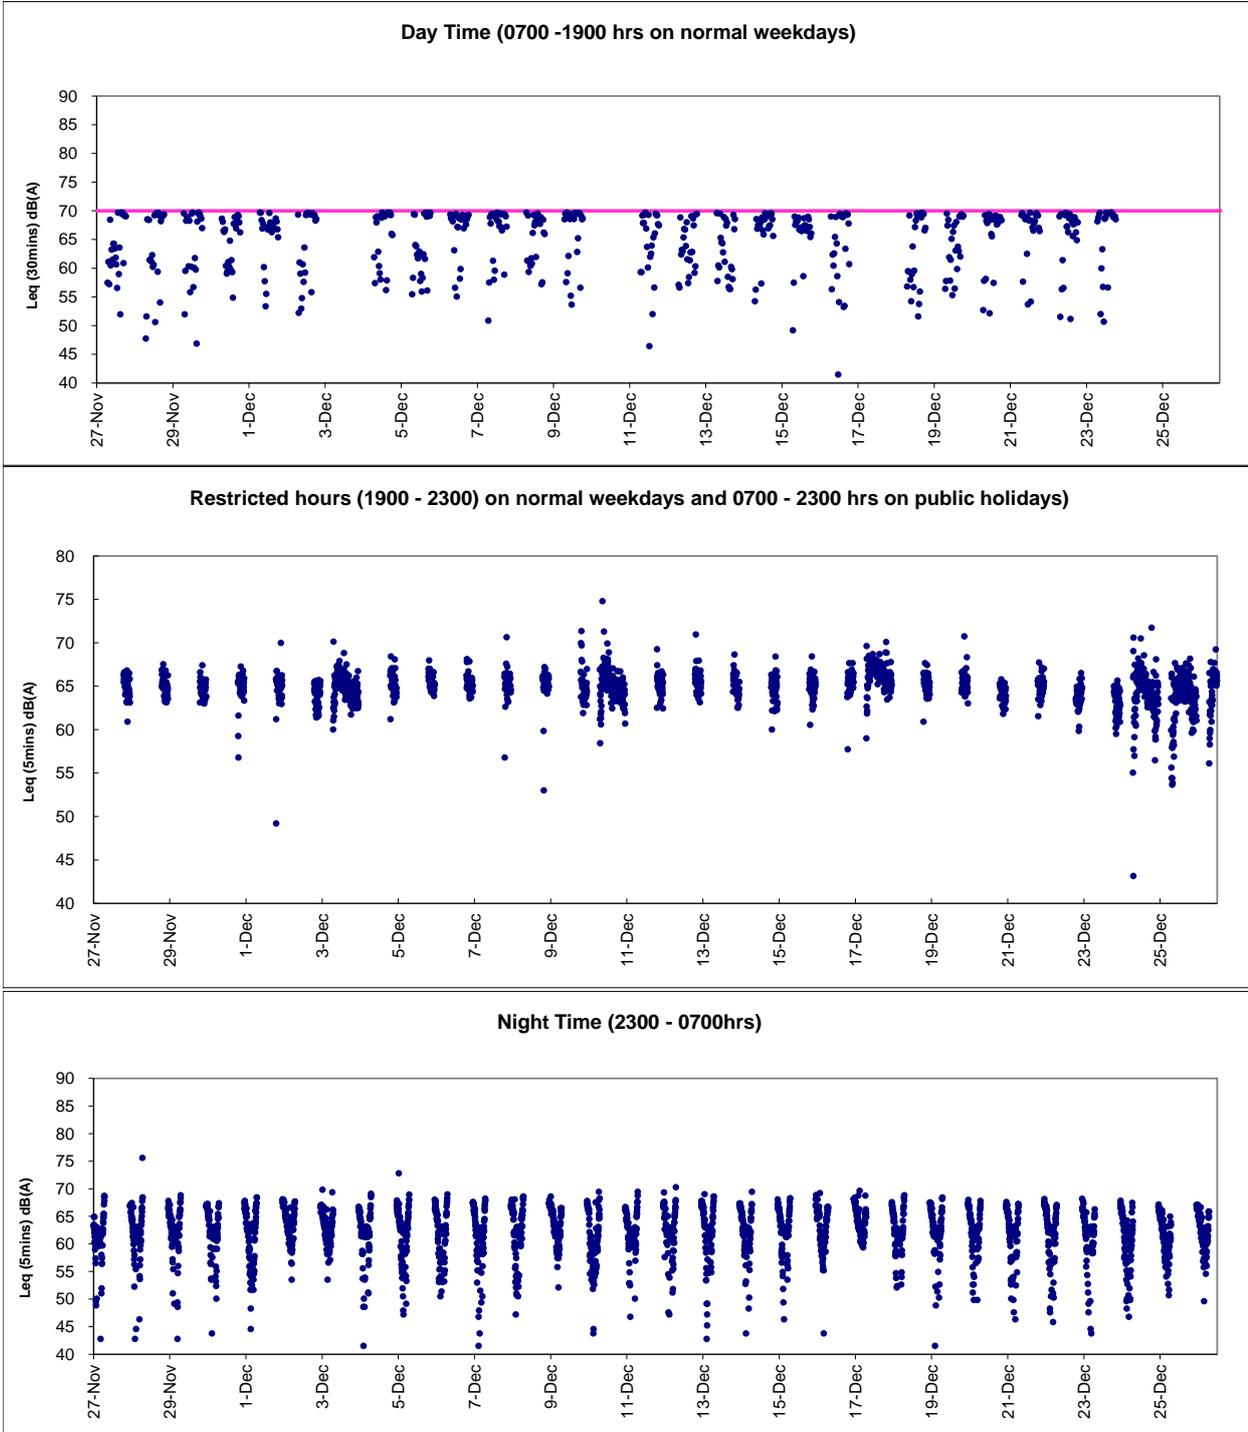 Day Time (0700 -1900 hrs on normal weekdays)
90
85
80
75
70
65
60
55
50
45
40
Leq (30mins) dB(A)
27-Nov
29-Nov
1-Dec
3-Dec
5-Dec
7-Dec
9-Dec
11-Dec
13-Dec
15-Dec
17-Dec
19-Dec
21-Dec
23-Dec
25-Dec
Restricted hours (1900 - 2300) on normal weekdays and 0700 - 2300 hrs on public holidays)
80
75
70
65
60
55
50
45
40
Leq (5mins) dB(A)
27-Nov
29-Nov
1-Dec
3-Dec
5-Dec
7-Dec
9-Dec
11-Dec
13-Dec
15-Dec
17-Dec
19-Dec
21-Dec
23-Dec
25-Dec
Night Time (2300 - 0700hrs)
90
85
80
75
70
65
60
55
50
45
40
Leq (5mins) dB(A)
27-Nov
29-Nov
1-Dec
3-Dec
5-Dec
7-Dec
9-Dec
11-Dec
13-Dec
15-Dec
17-Dec
19-Dec
21-Dec
23-Dec
25-Dec